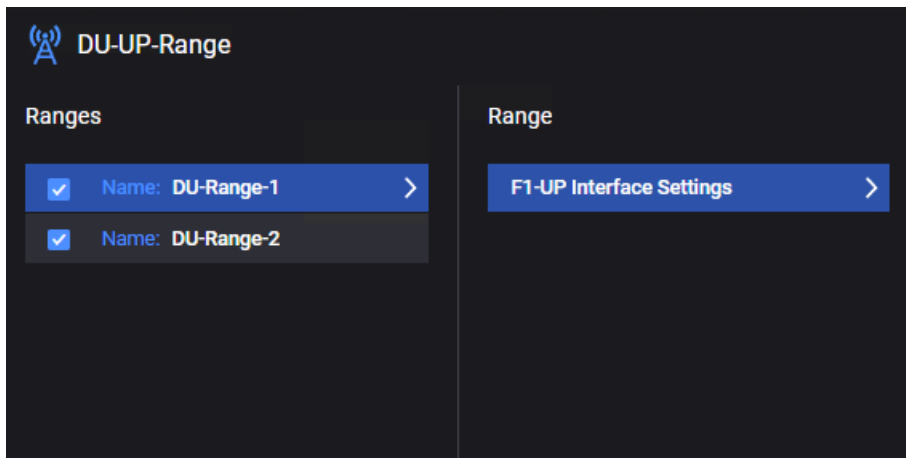 DU-UP-Range
Ranges
Name: DU-Range-1
Name: DU-Range-2
Range
F1-UP Interface Settings